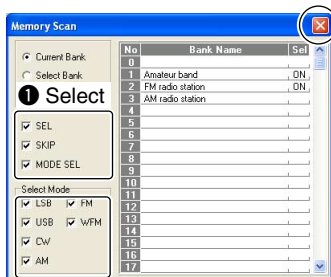 Memory Scan
Current Bank
Select Bank
❶ Select
SEL
SKIP
MODE SEL
Select Mode
LSB FM
USB WFM
CW
AM
No Bank Name Sel
0
1 Amateur band ON
2 FM radio station ON
3 AM radio station
4
5
6
7
8
9
10
11
12
13
14
15
16
17